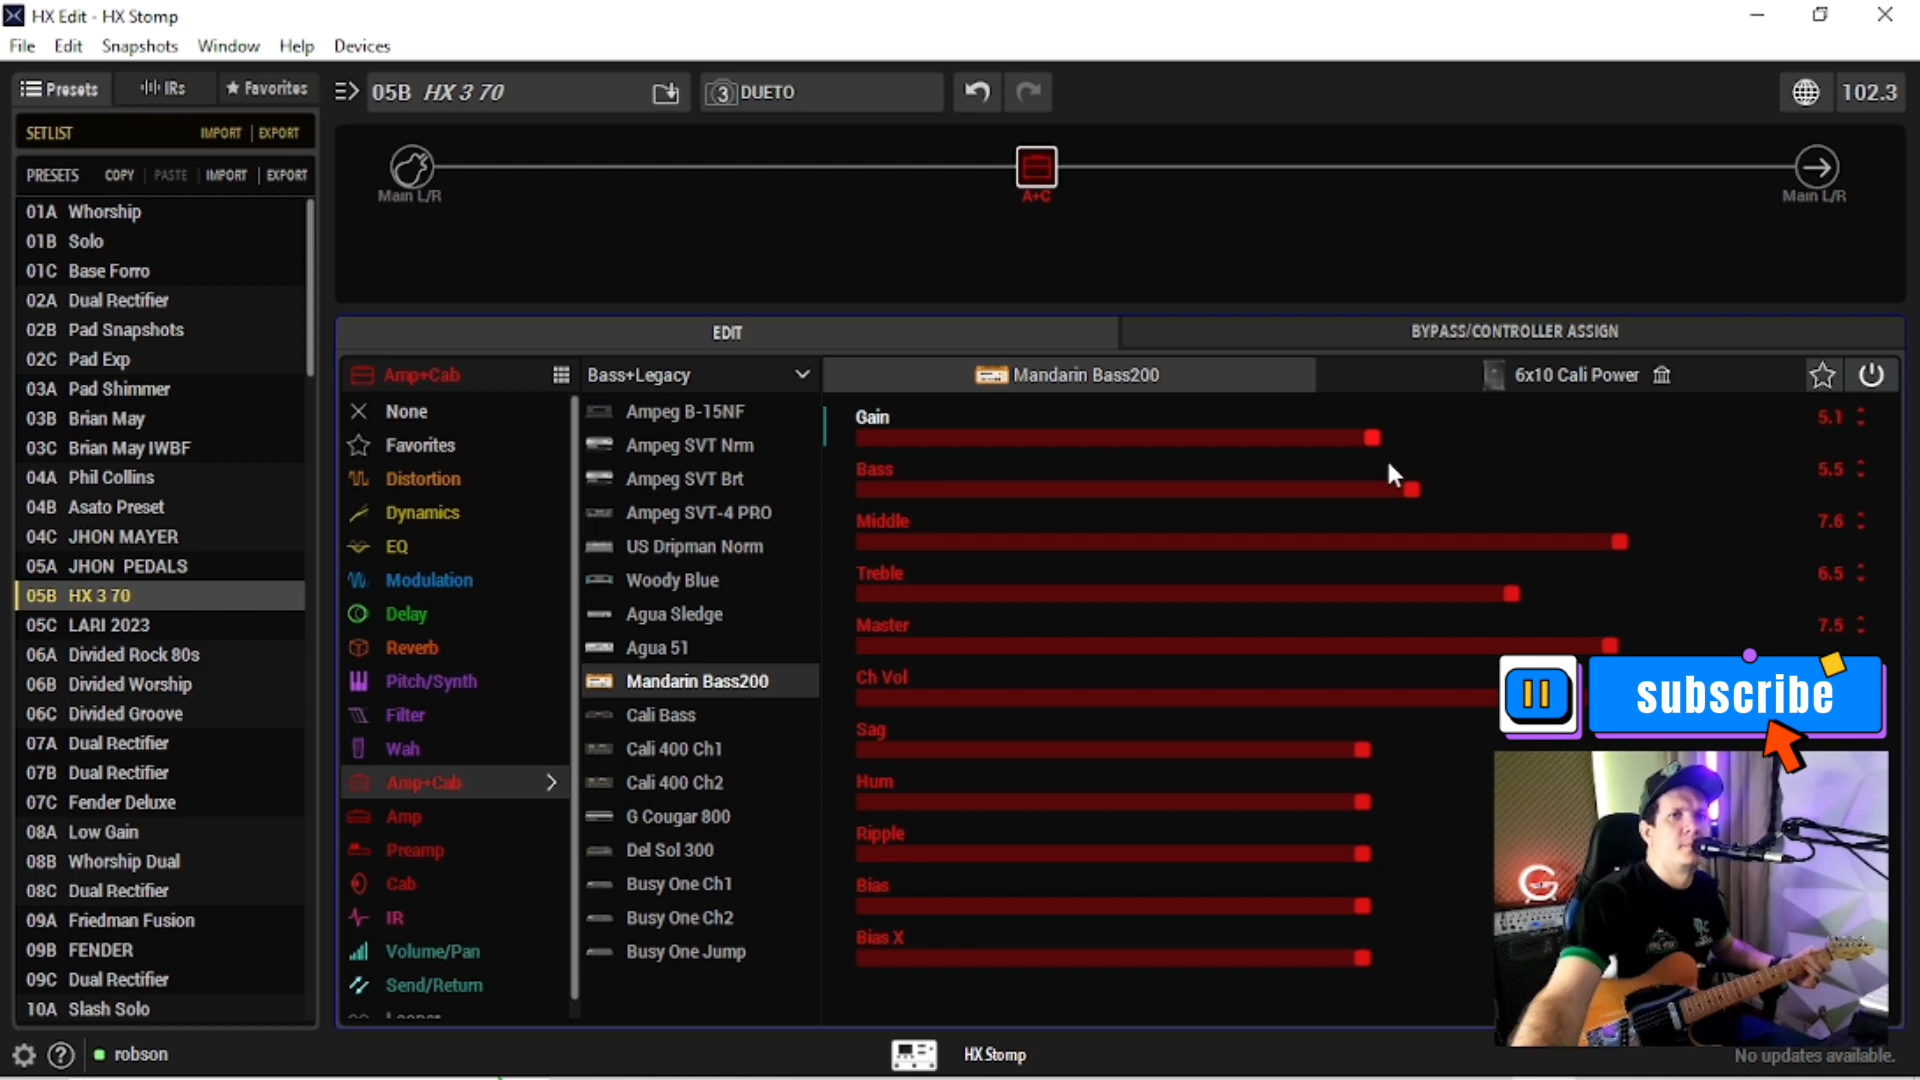 HX Edit - HX Stomp
File Edit Snapshots Window Help Devices
Presets IRs Favorites
05B HX 3 70
3 DUETO
102.3
SETLIST IMPORT | EXPORT
PRESETS COPY | PASTE | IMPORT | EXPORT
01A Whorship
01B Solo
01C Base Forro
02A Dual Rectifier
02B Pad Snapshots
02C Pad Exp
03A Pad Shimmer
03B Brian May
03C Brian May IWBF
04A Phil Collins
04B Asato Preset
04C JHON MAYER
05A JHON PEDALS
05B HX 3 70
05C LARI 2023
06A Divided Rock 80s
06B Divided Worship
06C Divided Groove
07A Dual Rectifier
07B Dual Rectifier
07C Fender Deluxe
08A Low Gain
08B Whorship Dual
08C Dual Rectifier
09A Friedman Fusion
09B FENDER
09C Dual Rectifier
10A Slash Solo
Main L/R
A+C
Main L/R
EDIT
BYPASS/CONTROLLER ASSIGN
Amp+Cab
Bass+Legacy
Mandarin Bass200
6x10 Cali Power
None
Favorites
Distortion
Dynamics
EQ
Modulation
Delay
Reverb
Pitch/Synth
Filter
Wah
Amp+Cab
Amp
Preamp
Cab
IR
Volume/Pan
Send/Return
Looper
Ampeg B-15NF
Ampeg SVT Nrm
Ampeg SVT Brt
Ampeg SVT-4 PRO
US Dripman Norm
Woody Blue
Agua Sledge
Agua 51
Mandarin Bass200
Cali Bass
Cali 400 Ch1
Cali 400 Ch2
G Cougar 800
Del Sol 300
Busy One Ch1
Busy One Ch2
Busy One Jump
Gain 5.1
Bass 5.5
Middle 7.6
Treble 6.5
Master 7.5
Ch Vol
Sag
Hum
Ripple
Bias
Bias X
subscribe
G
robson
HX Stomp
No updates available.